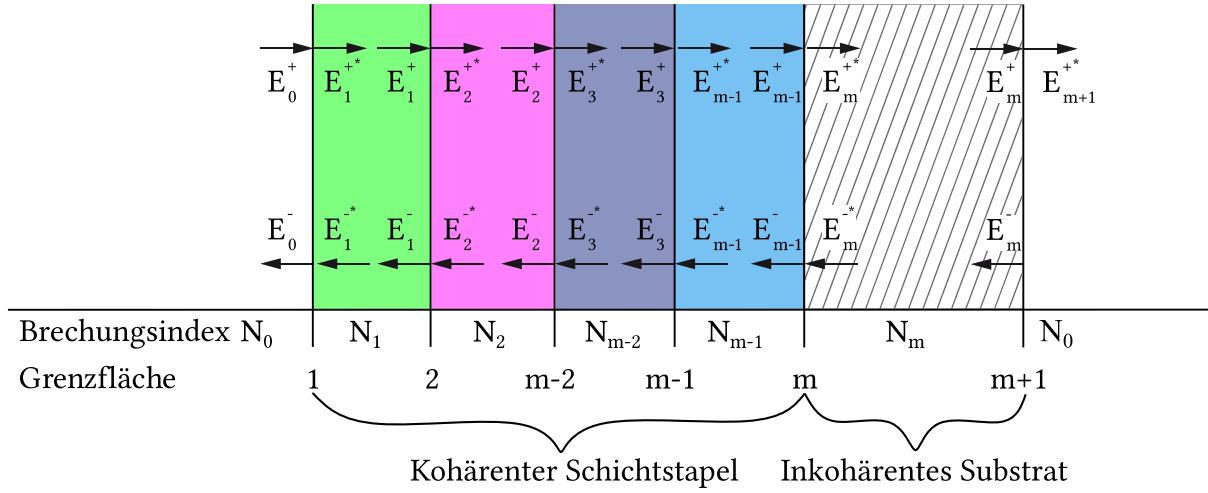 E₀⁺ E₁⁺* E₁⁺ E₂⁺* E₂⁺ E₃⁺* E₃⁺ Eₘ₋₁⁺* Eₘ₋₁⁺ Eₘ⁺* Eₘ⁺ Eₘ₊₁⁺*
E₀⁻ E₁⁻* E₁⁻ E₂⁻* E₂⁻ E₃⁻* E₃⁻ Eₘ₋₁⁻* Eₘ₋₁⁻ Eₘ⁻* Eₘ⁻
Brechungsindex N₀ N₁ N₂ Nₘ₋₂ Nₘ₋₁ Nₘ N₀
Grenzfläche 1 2 m-2 m-1 m m+1
Kohärenter Schichtstapel Inkohärentes Substrat